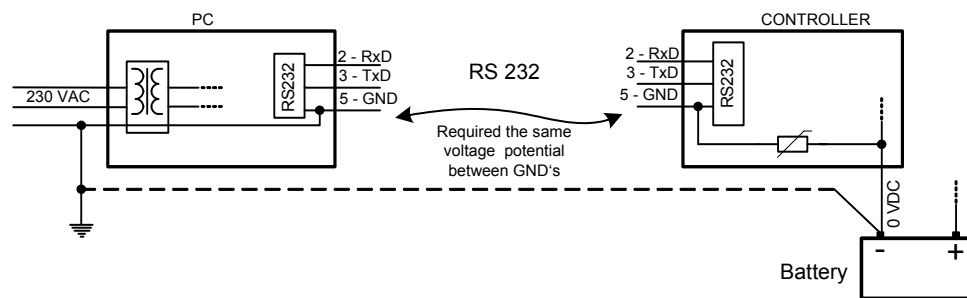 PC
CONTROLLER
2 - RxD
3 - TxD
5 - GND
RS232
230 VAC
RS 232
Required the same
voltage potential
between GND‘s
2 - RxD
3 - TxD
5 - GND
RS232
0 VDC
Battery
- +